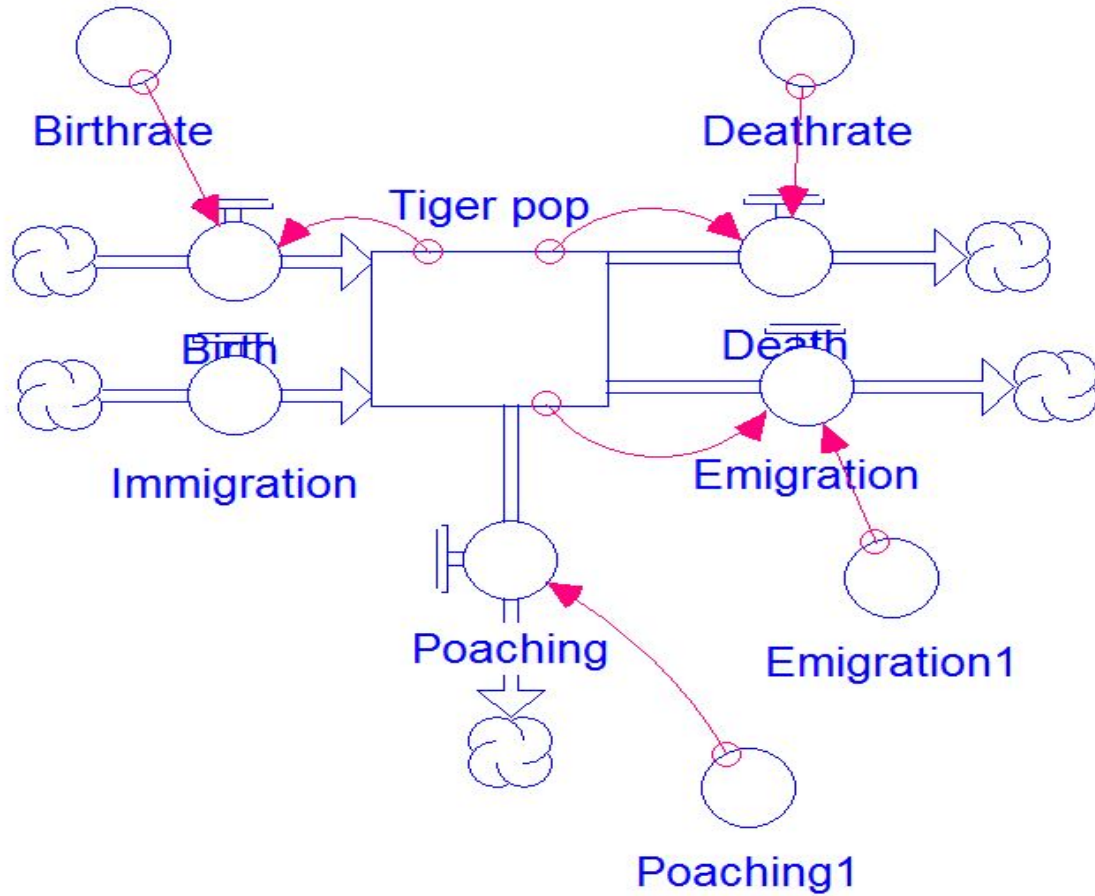 Birthrate
Deathrate
Tiger pop
Birth
Death
Immigration
Emigration
Poaching
Emigration1
Poaching1